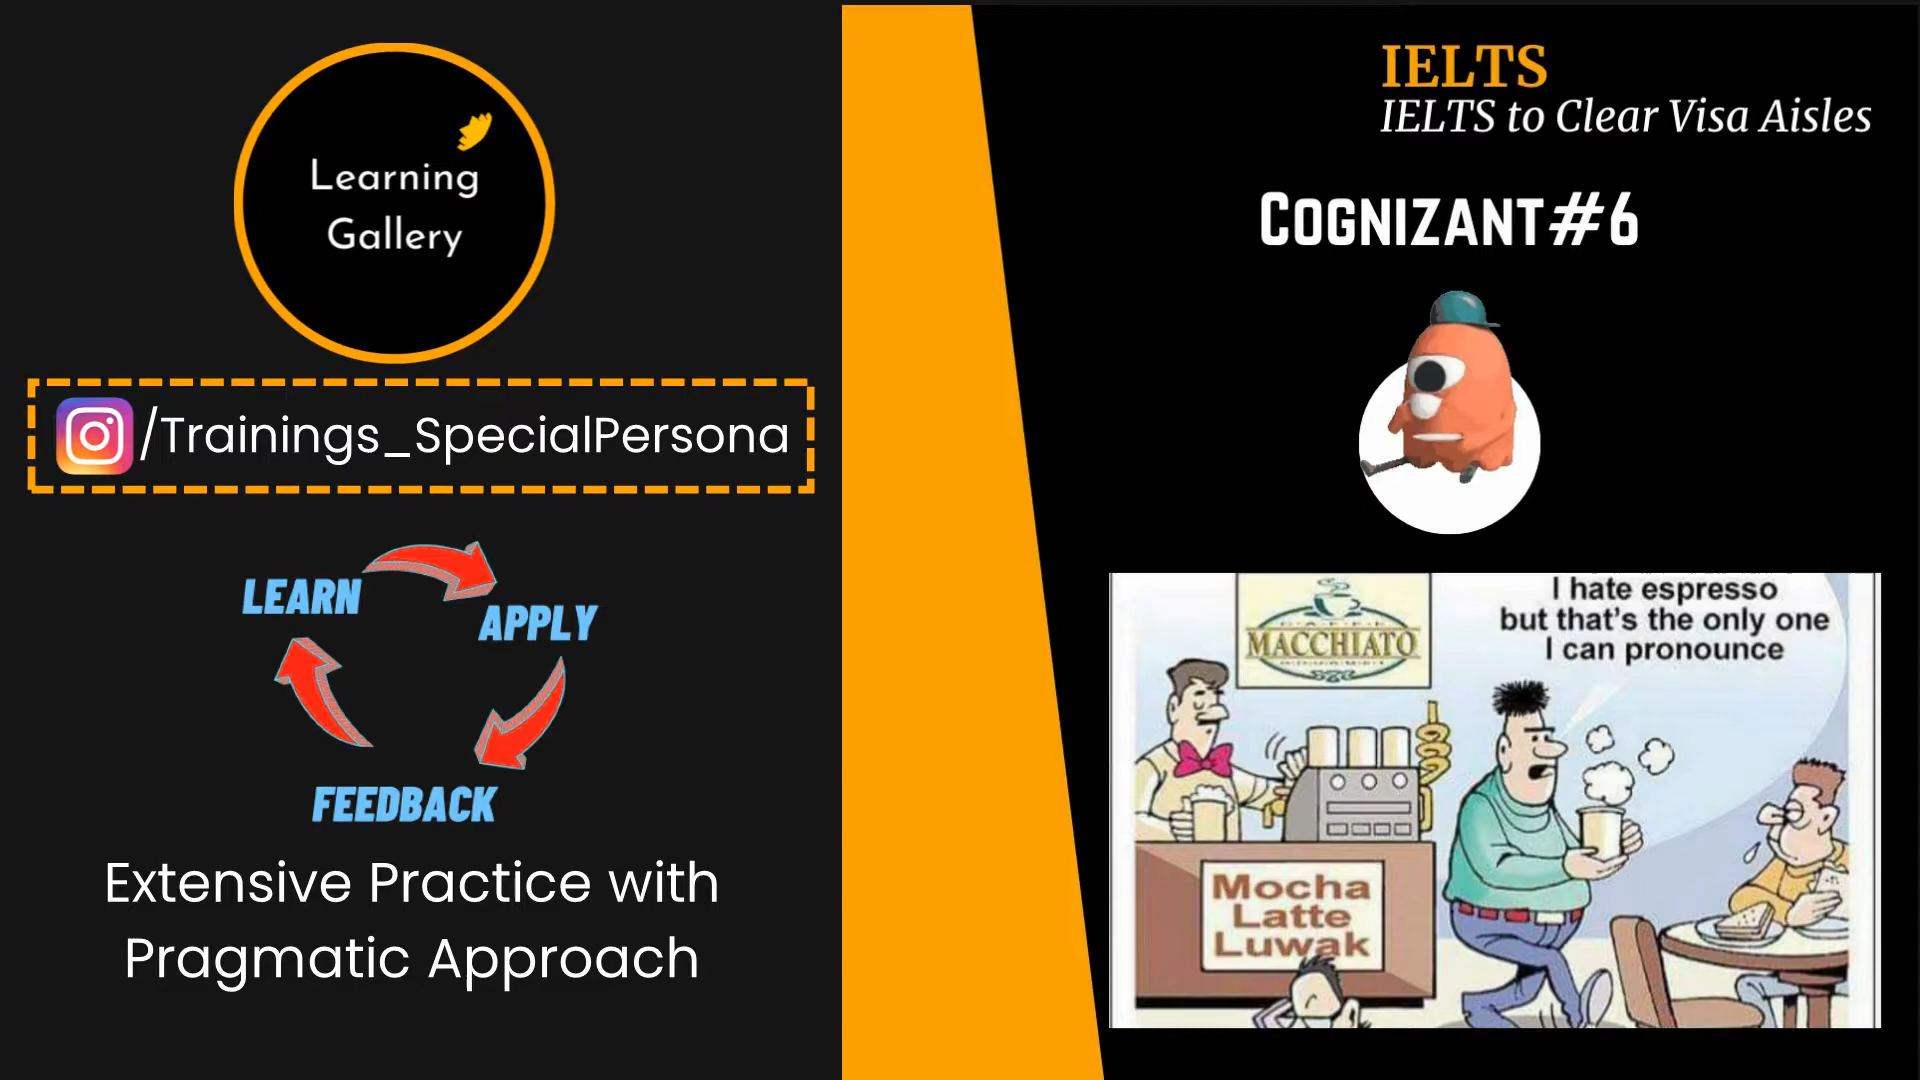 Learning
Gallery
/Trainings_SpecialPersona
LEARN
APPLY
FEEDBACK
Extensive Practice with
Pragmatic Approach
IELTS
IELTS to Clear Visa Aisles
COGNIZANT#6
I hate espresso
but that's the only one
I can pronounce
MACCHIATO
Mocha
Latte
Luwak